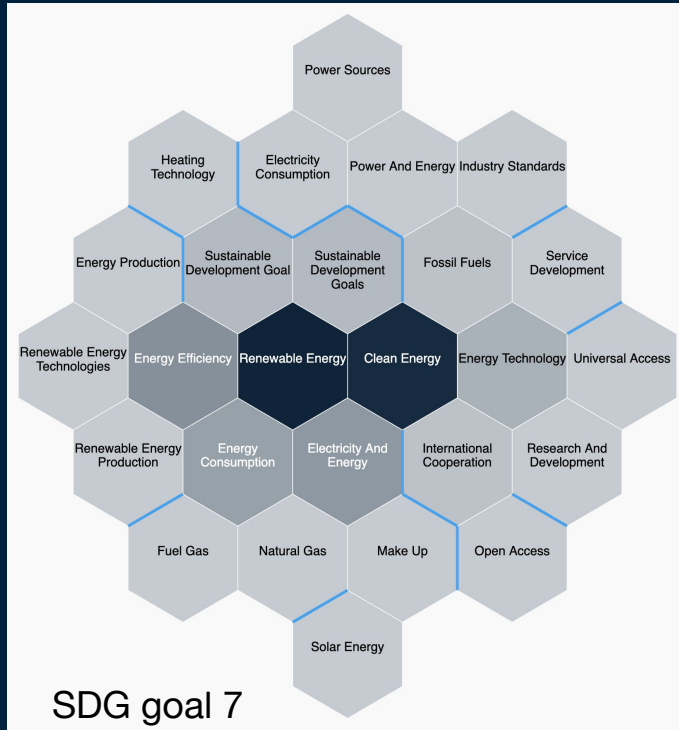 Power Sources
Heating
Technology
Electricity
Consumption
Power And Energy
Industry Standards
Energy Production
Sustainable
Development Goal
Sustainable
Development
Goals
Fossil Fuels
Service
Development
Renewable Energy
Technologies
Energy Efficiency
Renewable Energy
Clean Energy
Energy Technology
Universal Access
Renewable Energy
Production
Energy
Consumption
Electricity And
Energy
International
Cooperation
Research And
Development
Fuel Gas
Natural Gas
Make Up
Open Access
Solar Energy
SDG goal 7